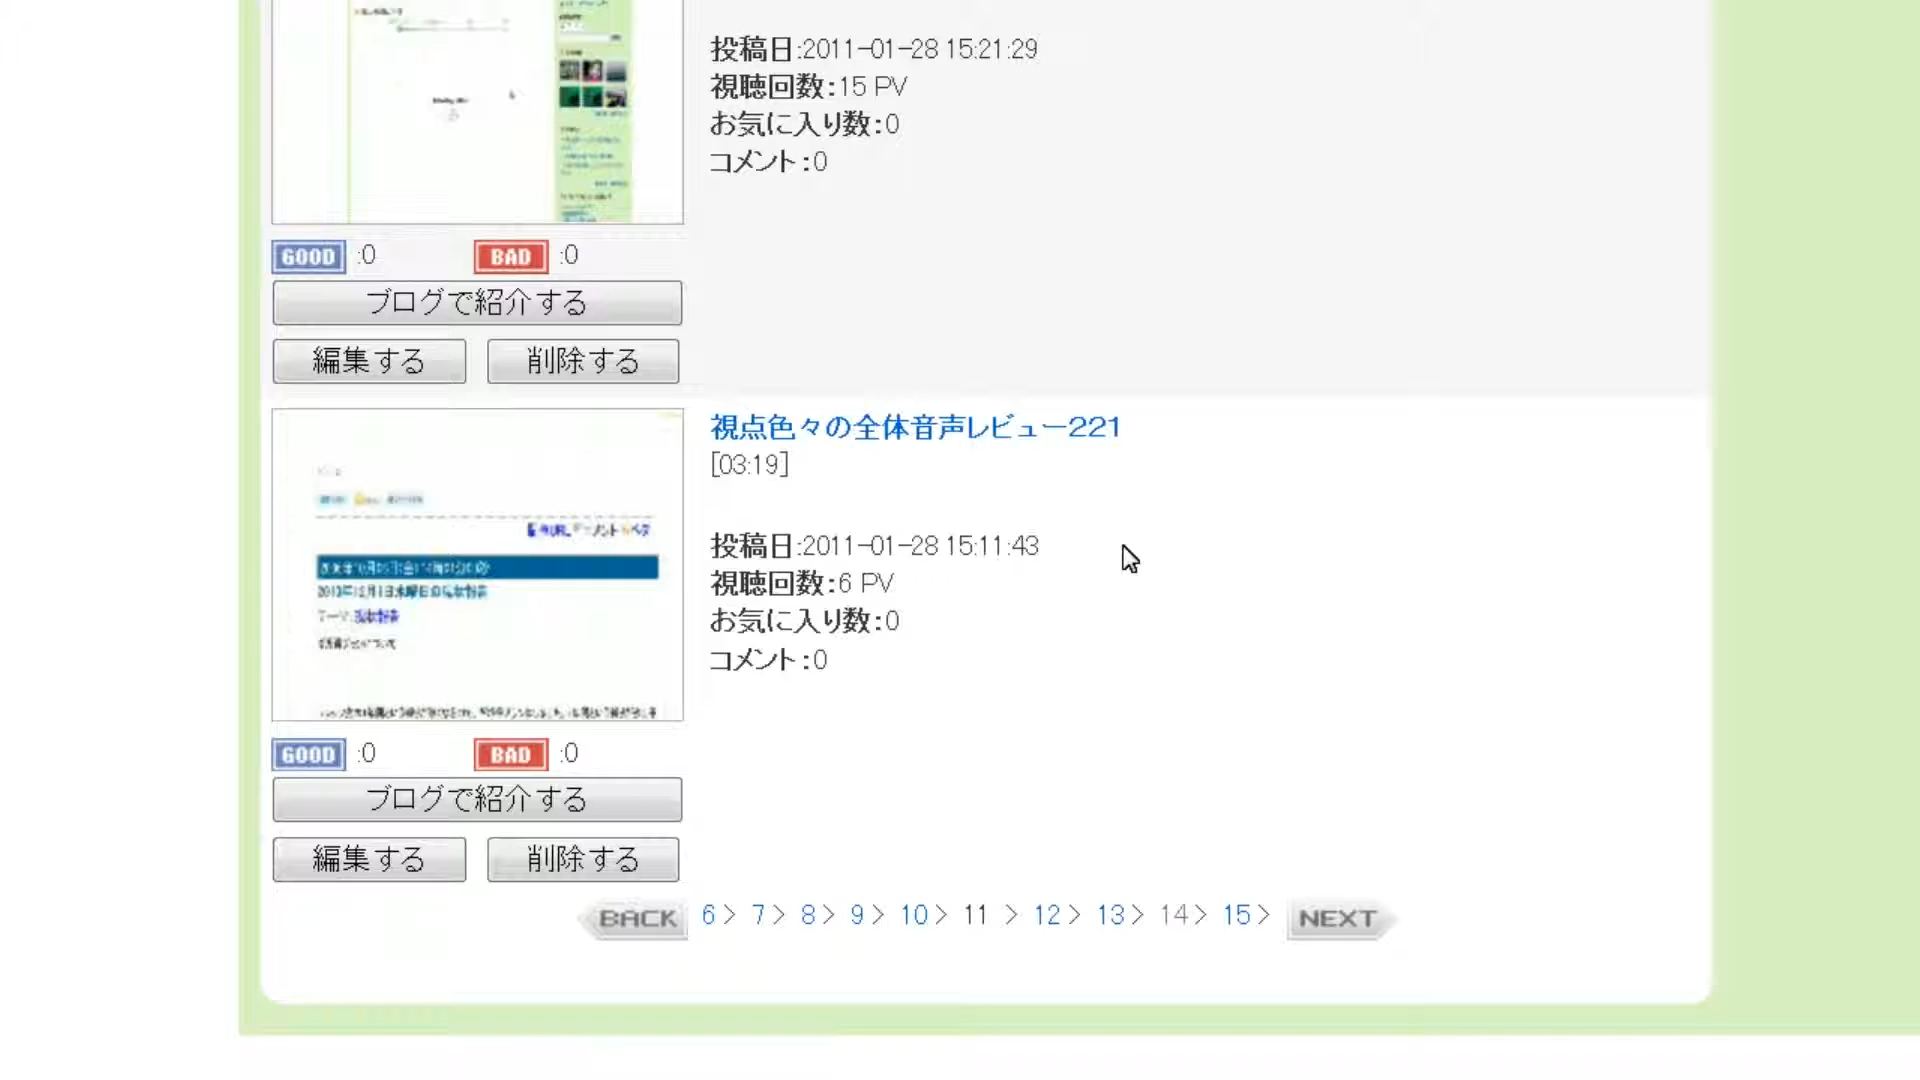 投稿日:2011-01-28 15:21:29
視聴回数:15 PV
お気に入り数:0
コメント:0
GOOD :0 BAD :0
ブログで紹介する
編集する 削除する
視点色々の全体音声レビュー221
[03:19]
投稿日:2011-01-28 15:11:43
視聴回数:6 PV
お気に入り数:0
コメント:0
GOOD :0 BAD :0
ブログで紹介する
編集する 削除する
BACK 6> 7> 8> 9> 10> 11 > 12> 13> 14> 15> NEXT